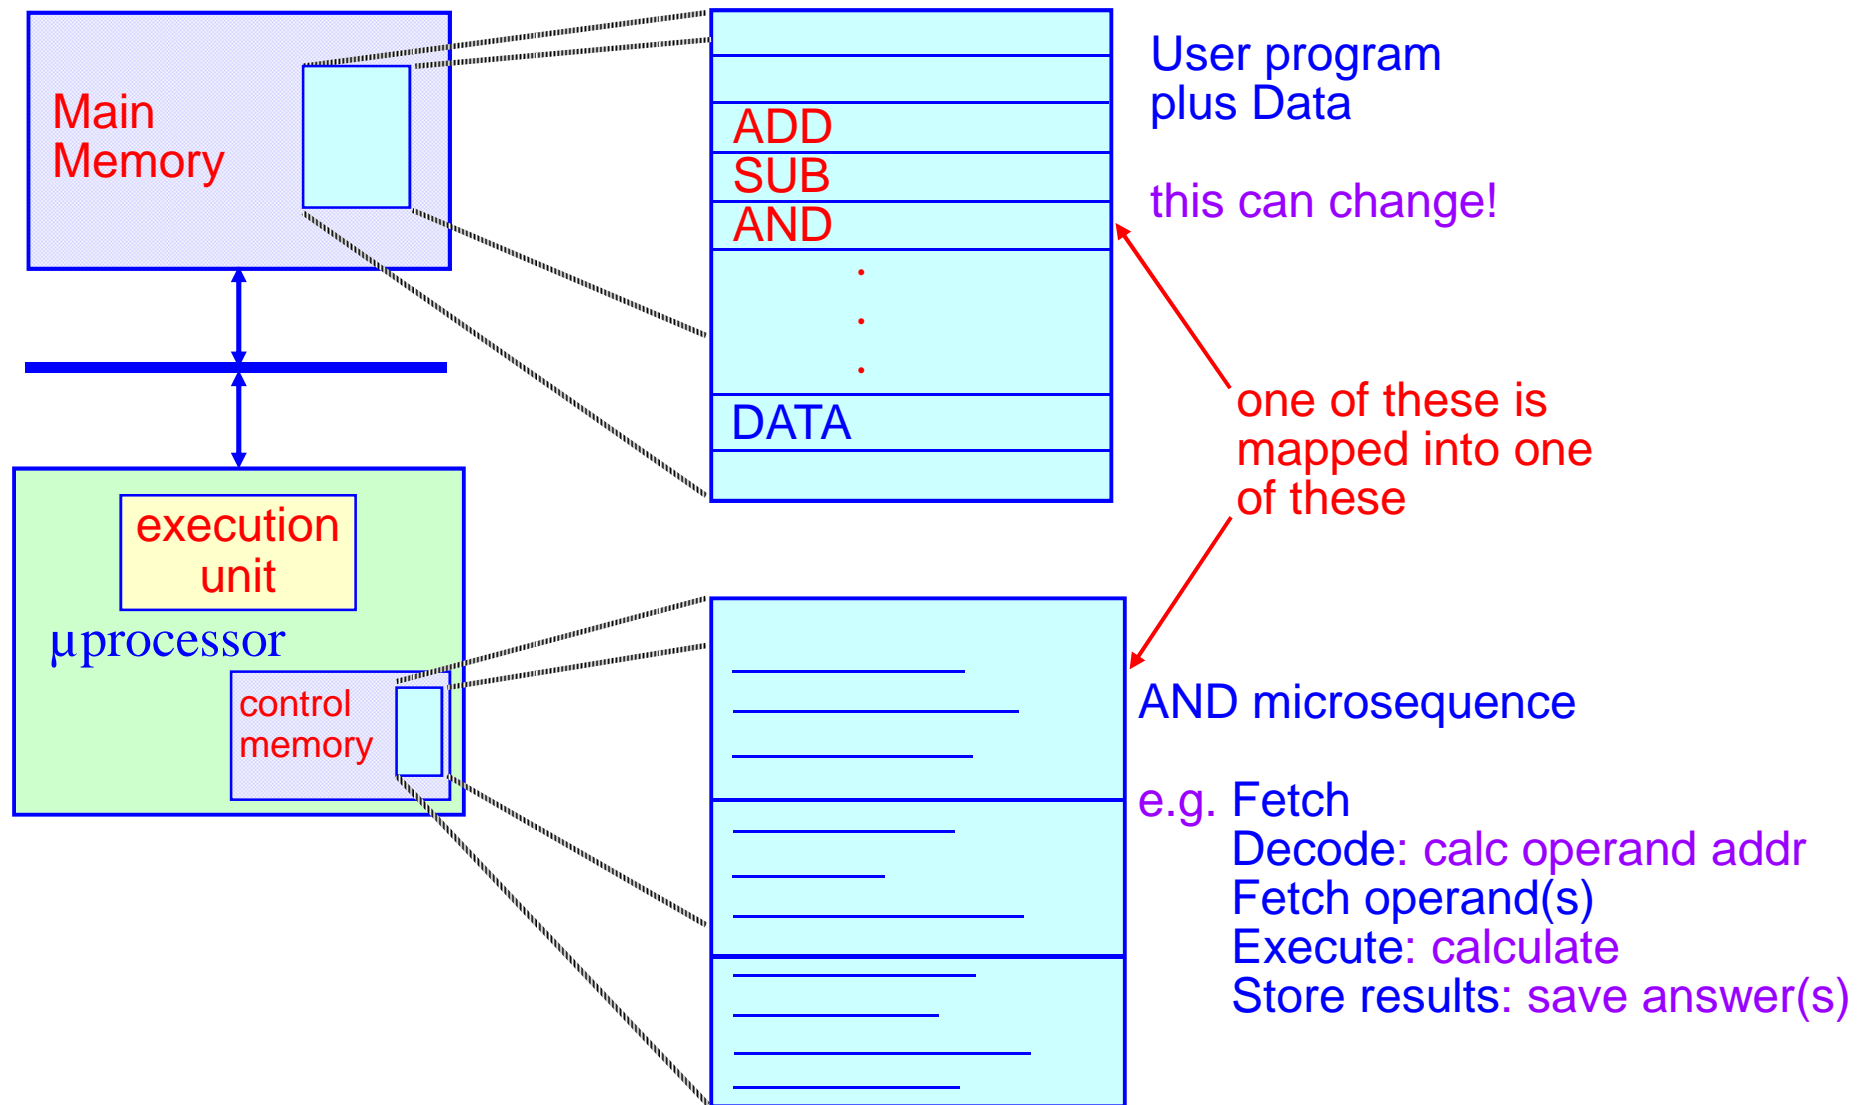 Main
Memory
ADD
SUB
AND
.
.
.
DATA
User program
plus Data
this can change!
one of these is
mapped into one
of these
execution
unit
µprocessor
control
memory
AND microsequence
e.g. Fetch
Decode: calc operand addr
Fetch operand(s)
Execute: calculate
Store results: save answer(s)